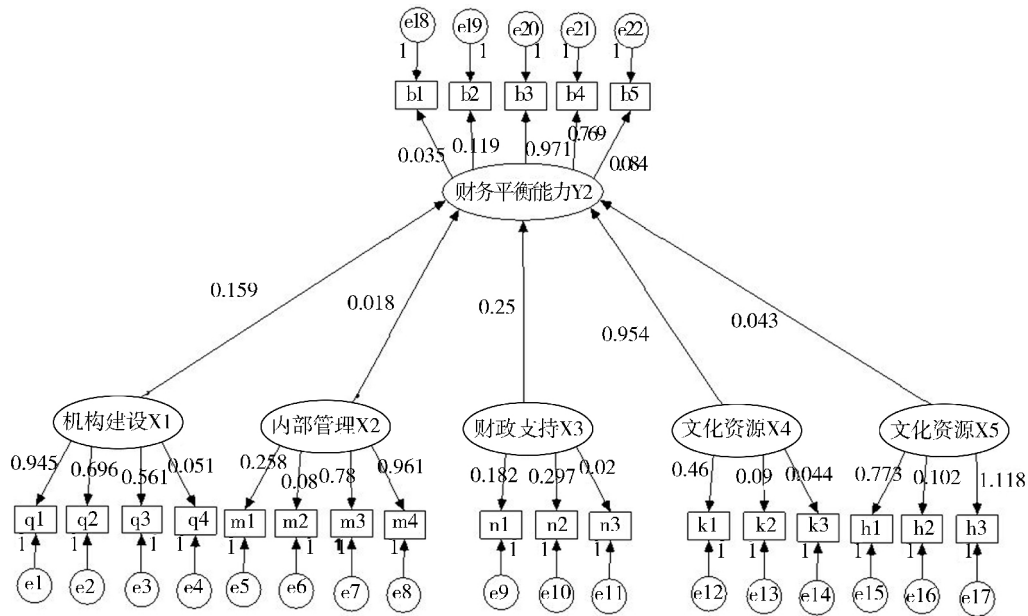 e18 e19 e20 e21 e22
1 1 1 1 1
b1 b2 b3 b4 b5
0.035 0.119 0.971 0.769 0.84
财务平衡能力Y2
0.159 0.018 0.25 0.954 0.043
机构建设X1 内部管理X2 财政支持X3 文化资源X4 文化资源X5
0.945 0.696 0.561 0.051 0.258 0.08 0.78 0.961 0.182 0.297 0.02 0.46 0.09 0.044 0.773 0.102 1.118
q1 q2 q3 q4 m1 m2 m3 m4 n1 n2 n3 k1 k2 k3 h1 h2 h3
1 1 1 1 1 1 1 1 1 1 1 1 1 1 1 1 1
e1 e2 e3 e4 e5 e6 e7 e8 e9 e10 e11 e12 e13 e14 e15 e16 e17